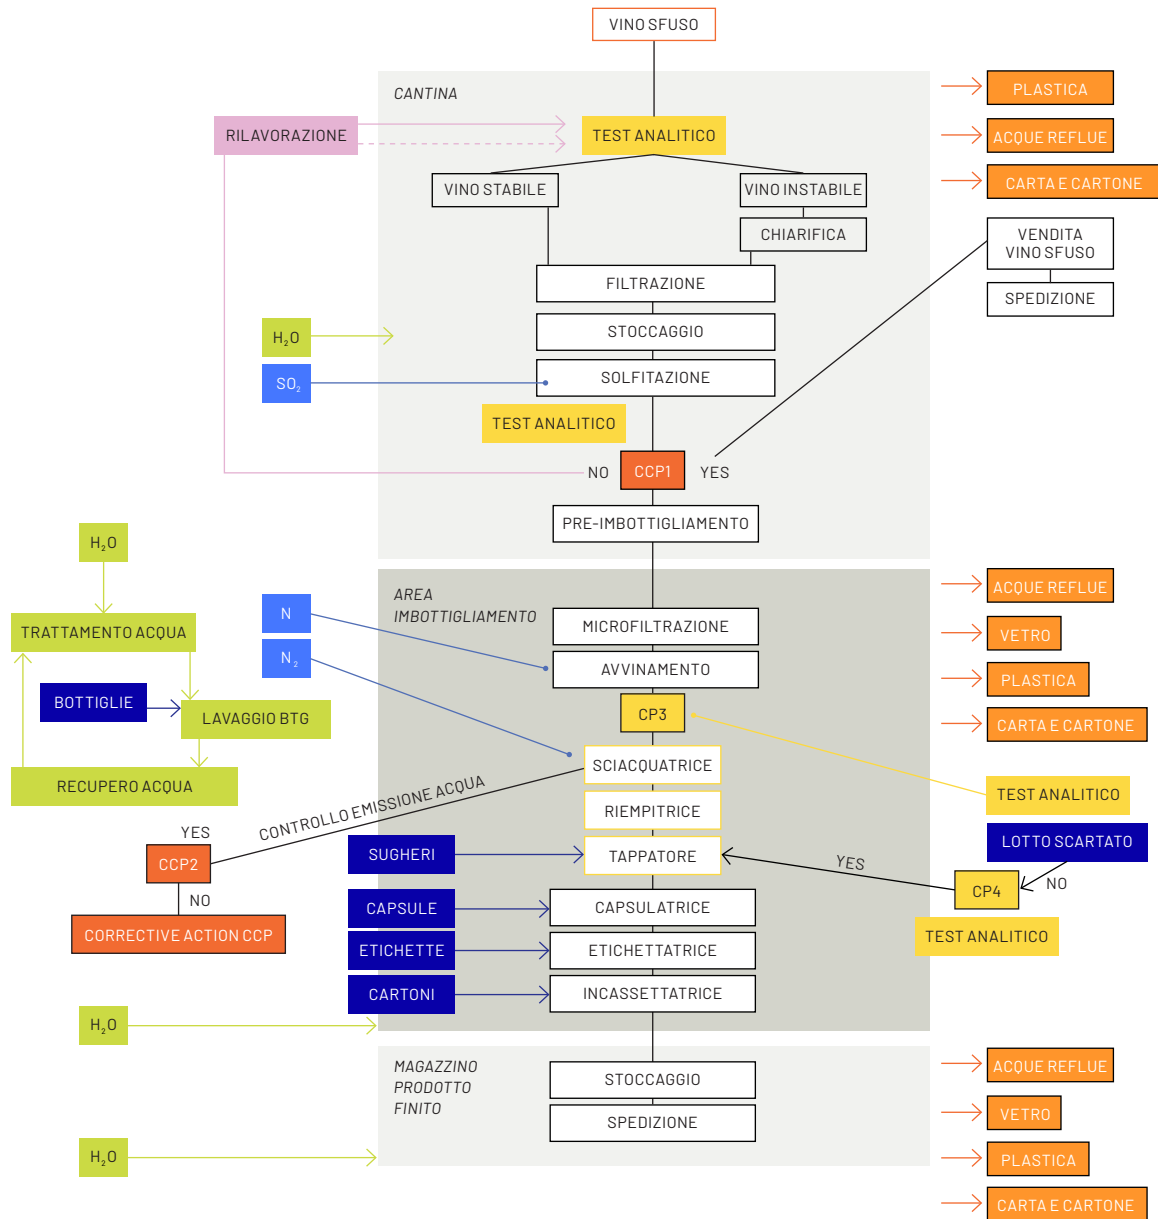 VINO SFUSO
CANTINA
PLASTICA
RILAVORAZIONE
TEST ANALITICO
ACQUE REFLUE
VINO STABILE
VINO INSTABILE
CARTA E CARTONE
CHIARIFICA
VENDITA
VINO SFUSO
FILTRAZIONE
SPEDIZIONE
H₂O
STOCCAGGIO
SO₂
SOLFITAZIONE
TEST ANALITICO
NO
CCP1
YES
PRE-IMBOTTIGLIAMENTO
H₂O
AREA
IMBOTTIGLIAMENTO
ACQUE REFLUE
N
TRATTAMENTO ACQUA
MICROFILTRAZIONE
VETRO
N₂
AVVINAMENTO
PLASTICA
BOTTIGLIE
LAVAGGIO BTG
CP3
CARTA E CARTONE
SCIACQUATRICE
RECUPERO ACQUA
CONTROLLO EMISSIONE ACQUA
TEST ANALITICO
RIEMPITRICE
YES
LOTTO SCARTATO
CCP2
SUGHERI
TAPPATORE
YES
NO
CP4
NO
CAPSULE
CAPSULATRICE
CORRECTIVE ACTION CCP
TEST ANALITICO
ETICHETTE
ETICHETTATRICE
CARTONI
INCASSETTATRICE
H₂O
MAGAZZINO
PRODOTTO
FINITO
STOCCAGGIO
ACQUE REFLUE
SPEDIZIONE
VETRO
H₂O
PLASTICA
CARTA E CARTONE